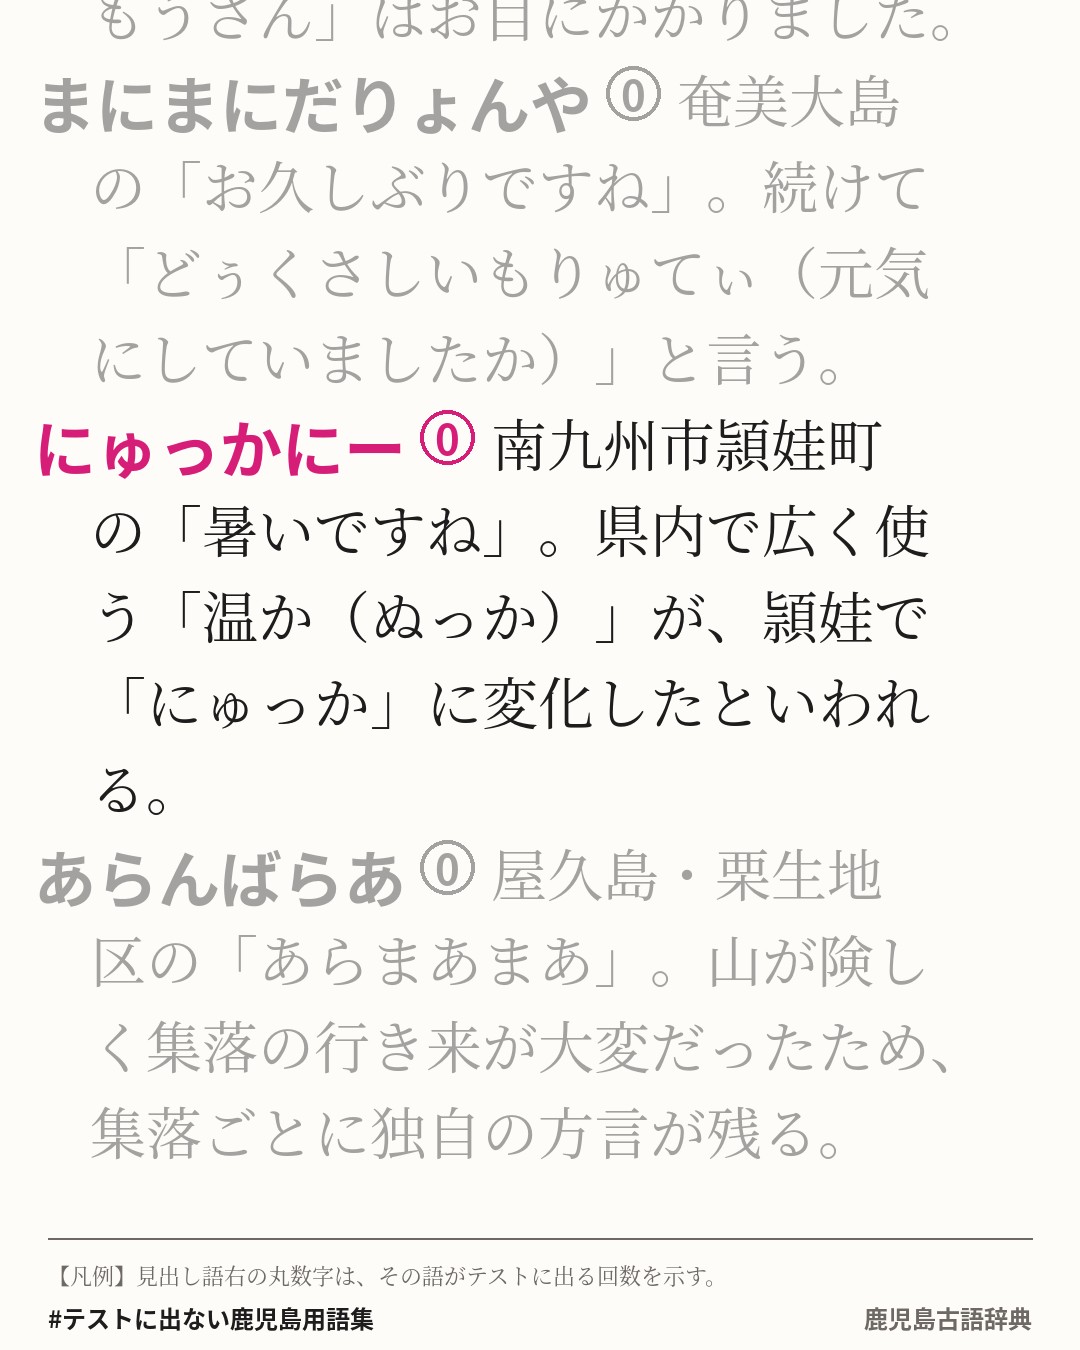 もうさん」はお目にかかりました。
まにまにだりょんや⓪奄美大島
の「お久しぶりですね」。続けて
「どぅくさしいもりゅてぃ（元気
にしていましたか）」と言う。
にゅっかにー⓪南九州市頴娃町
の「暑いですね」。県内で広く使
う「温か（ぬっか）」が、頴娃で
「にゅっか」に変化したといわれ
る。
あらんばらあ⓪屋久島・栗生地
区の「あらまあまあ」。山が険し
く集落の行き来が大変だったため、
集落ごとに独自の方言が残る。
【凡例】見出し語右の丸数字は、その語がテストに出る回数を示す。
#テストに出ない鹿児島用語集
鹿児島古語辞典